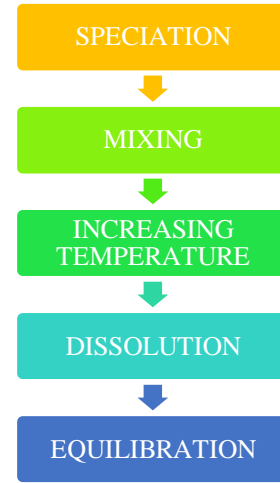 SPECIATION
MIXING
INCREASING
TEMPERATURE
DISSOLUTION
EQUILIBRATION